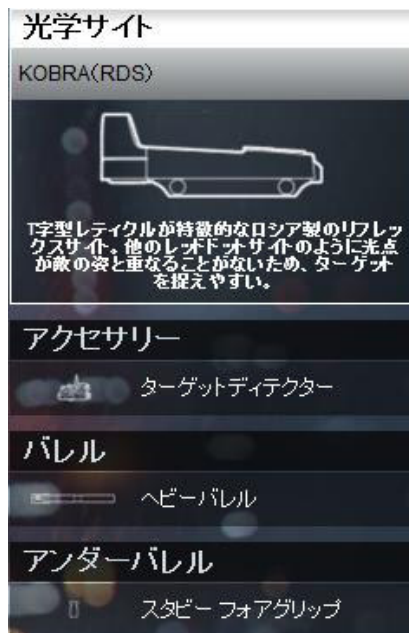 光学サイト
KOBRA(RDS)
T字型レティクルが特徴的なロシア製のリフレッ
クスサイト。他のレッドドットサイトのように光点
が敵の姿と重なることがないため、ターゲット
を捉えやすい。
アクセサリー
ターゲットディテクター
バレル
ヘビーバレル
アンダーバレル
スタビー フォアグリップ